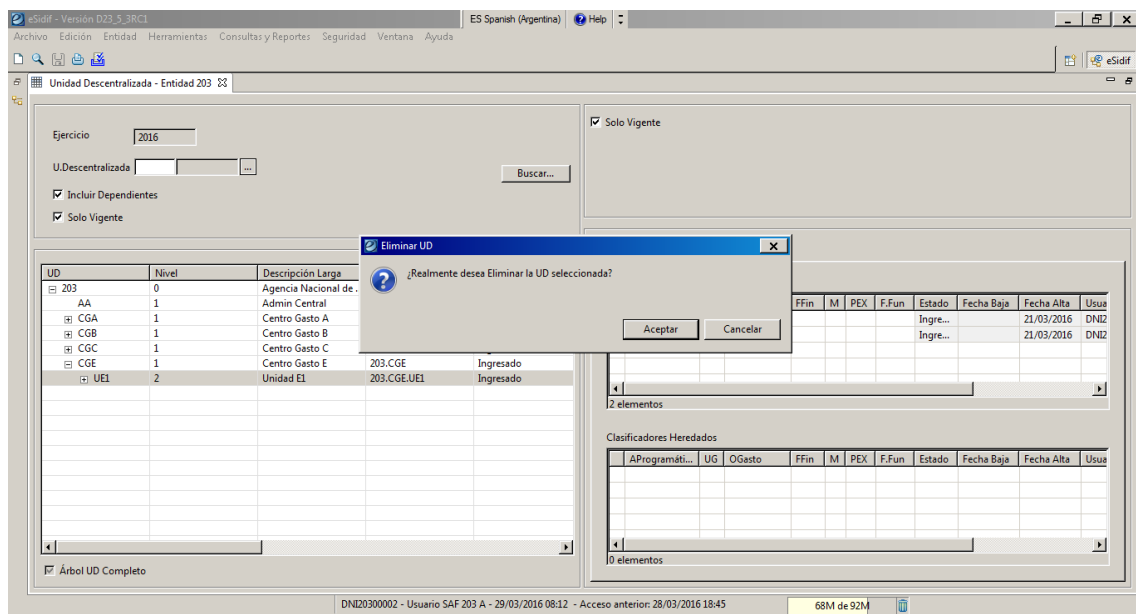 eSidif - Versión D23_5_3RC1
ES Spanish (Argentina) Help
Archivo Edición Entidad Herramientas Consultas y Reportes Seguridad Ventana Ayuda
eSidif
Unidad Descentralizada - Entidad 203
Ejercicio 2016
U.Descentralizada ...
Buscar...
Incluir Dependientes
Solo Vigente
Solo Vigente
Eliminar UD
¿Realmente desea Eliminar la UD seleccionada?
Aceptar Cancelar
UD Nivel Descripción Larga
203 0 Agencia Nacional de .
AA 1 Admin Central
CGA 1 Centro Gasto A
CGB 1 Centro Gasto B
CGC 1 Centro Gasto C
CGE 1 Centro Gasto E 203.CGE Ingresado
UE1 2 Unidad E1 203.CGE.UE1 Ingresado
Árbol UD Completo
FFin M PEX F.Fun Estado Fecha Baja Fecha Alta Usua
Ingre... 21/03/2016 DNI2
Ingre... 21/03/2016 DNI2
2 elementos
Clasificadores Heredados
AProgramáti... UG OGasto FFin M PEX F.Fun Estado Fecha Baja Fecha Alta Usua
0 elementos
DNI20300002 - Usuario SAF 203 A - 29/03/2016 08:12 - Acceso anterior: 28/03/2016 18:45
68M de 92M